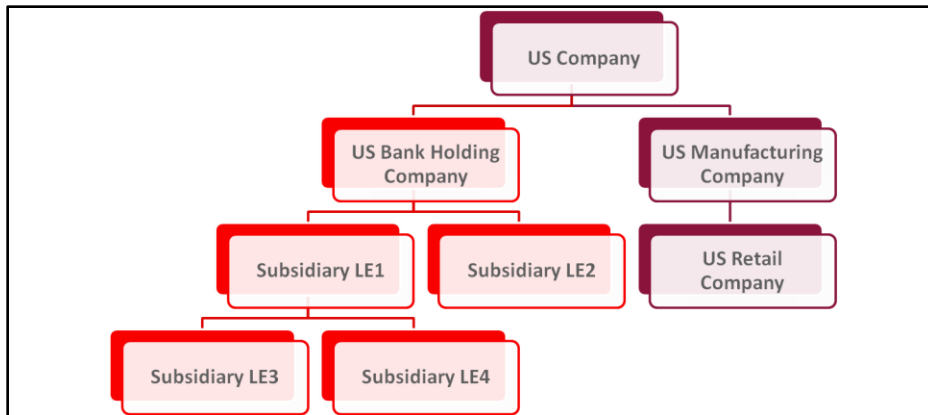 US Company
US Bank Holding
Company
US Manufacturing
Company
Subsidiary LE1
Subsidiary LE2
US Retail
Company
Subsidiary LE3
Subsidiary LE4